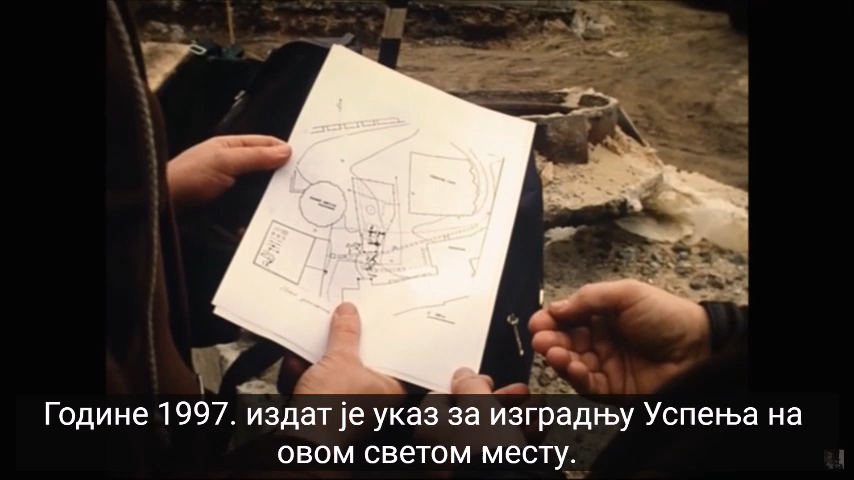 Године 1997. издат је указ за изградњу Успења на
овом светом месту.